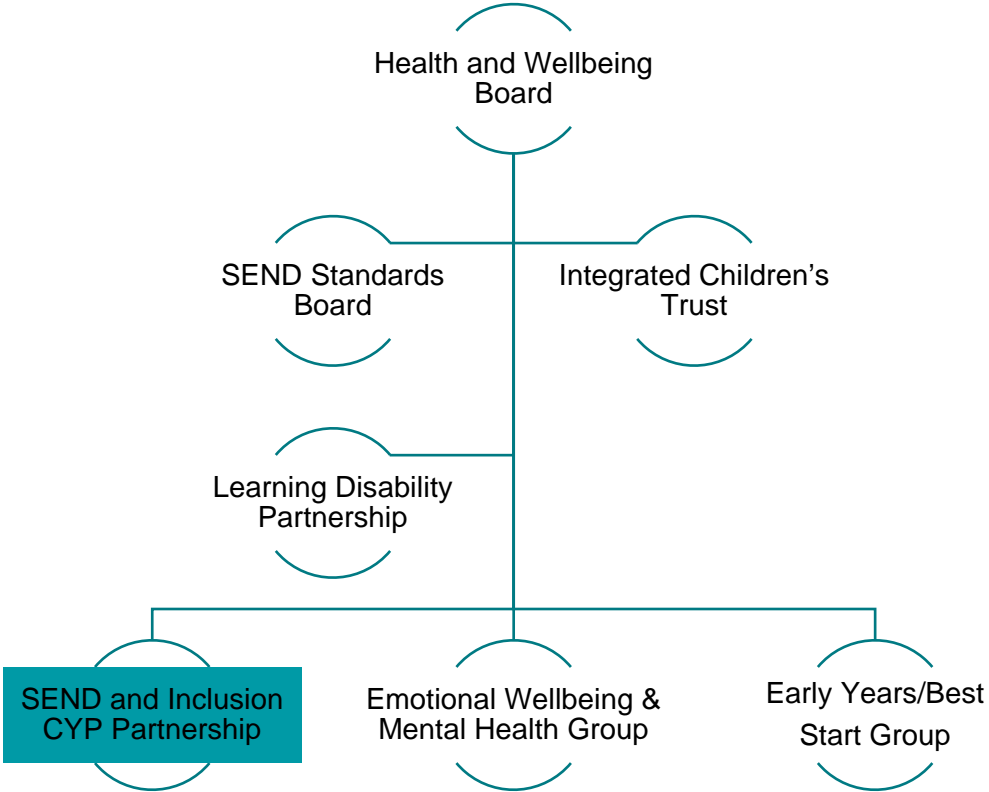 Health and Wellbeing
Board
SEND Standards
Board
Integrated Children’s
Trust
Learning Disability
Partnership
SEND and Inclusion
CYP Partnership
Emotional Wellbeing &
Mental Health Group
Early Years/Best
Start Group